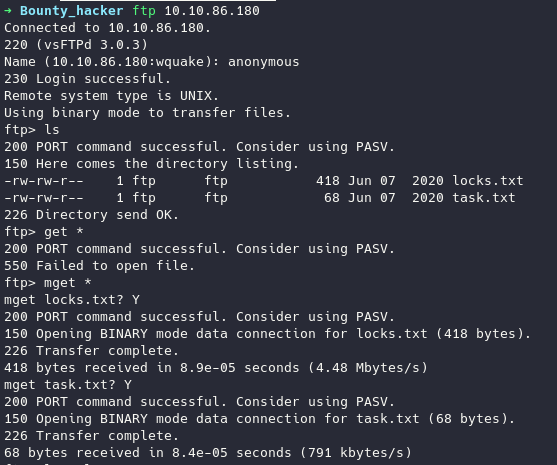 → Bounty_hacker ftp 10.10.86.180
Connected to 10.10.86.180.
220 (vsFTPd 3.0.3)
Name (10.10.86.180:wquake): anonymous
230 Login successful.
Remote system type is UNIX.
Using binary mode to transfer files.
ftp> ls
200 PORT command successful. Consider using PASV.
150 Here comes the directory listing.
-rw-rw-r--    1 ftp      ftp           418 Jun 07  2020 locks.txt
-rw-rw-r--    1 ftp      ftp            68 Jun 07  2020 task.txt
226 Directory send OK.
ftp> get *
200 PORT command successful. Consider using PASV.
550 Failed to open file.
ftp> mget *
mget locks.txt? Y
200 PORT command successful. Consider using PASV.
150 Opening BINARY mode data connection for locks.txt (418 bytes).
226 Transfer complete.
418 bytes received in 8.9e-05 seconds (4.48 Mbytes/s)
mget task.txt? Y
200 PORT command successful. Consider using PASV.
150 Opening BINARY mode data connection for task.txt (68 bytes).
226 Transfer complete.
68 bytes received in 8.4e-05 seconds (791 kbytes/s)